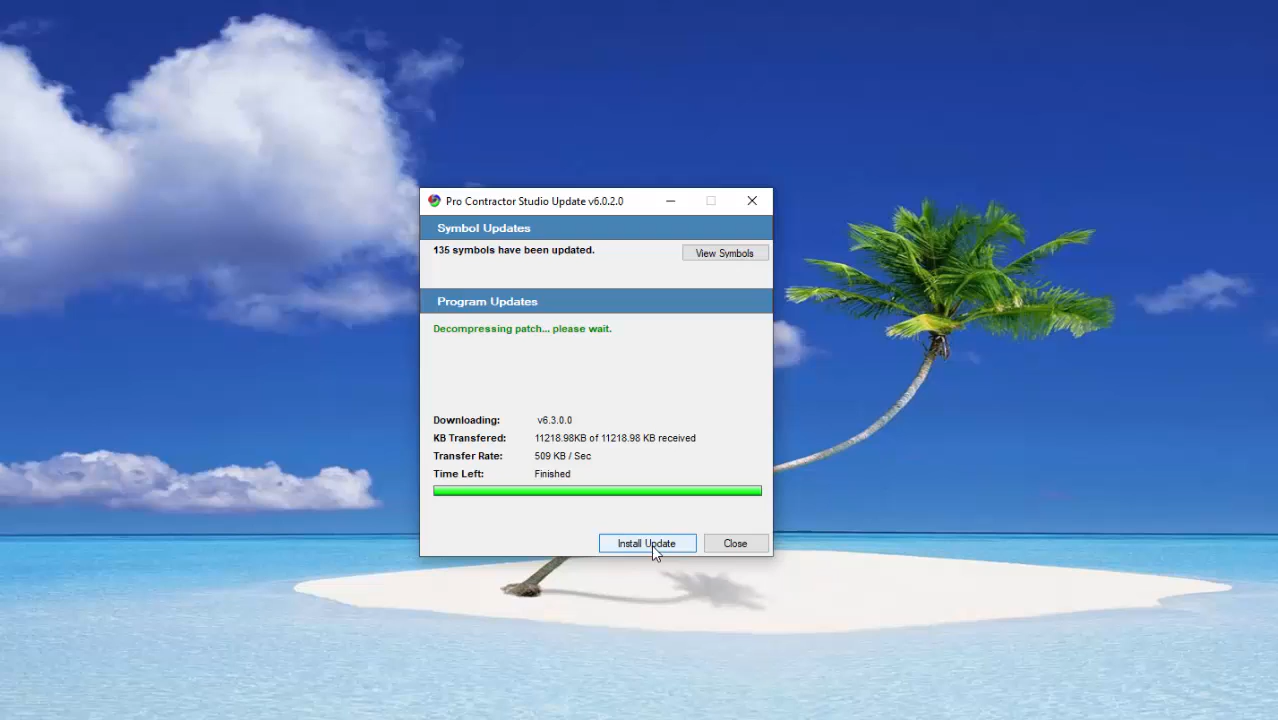 Pro Contractor Studio Update v6.0.2.0
Symbol Updates
135 symbols have been updated.
View Symbols
Program Updates
Decompressing patch... please wait.
Downloading: v6.3.0.0
KB Transfered: 11218.98KB of 11218.98 KB received
Transfer Rate: 509 KB / Sec
Time Left: Finished
Install Update
Close